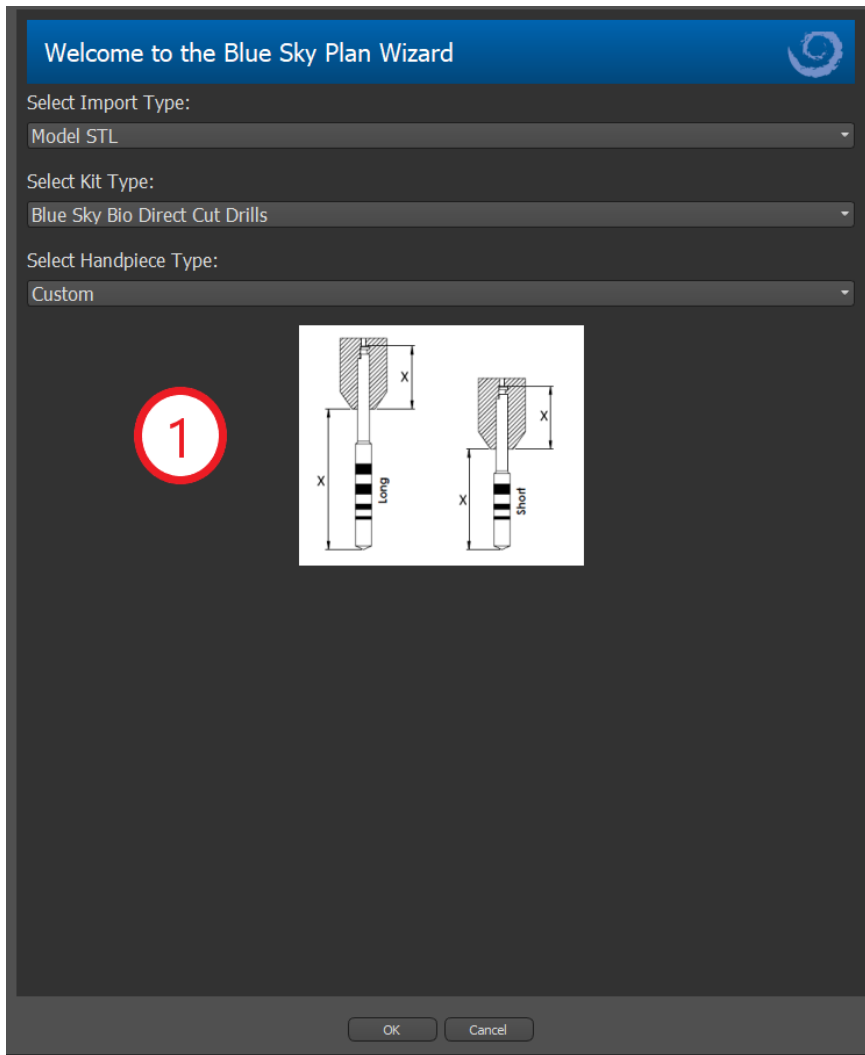 Welcome to the Blue Sky Plan Wizard
Select Import Type:
Model STL
Select Kit Type:
Blue Sky Bio Direct Cut Drills
Select Handpiece Type:
Custom
1
X
X
X
X
Long
Short
OK
Cancel